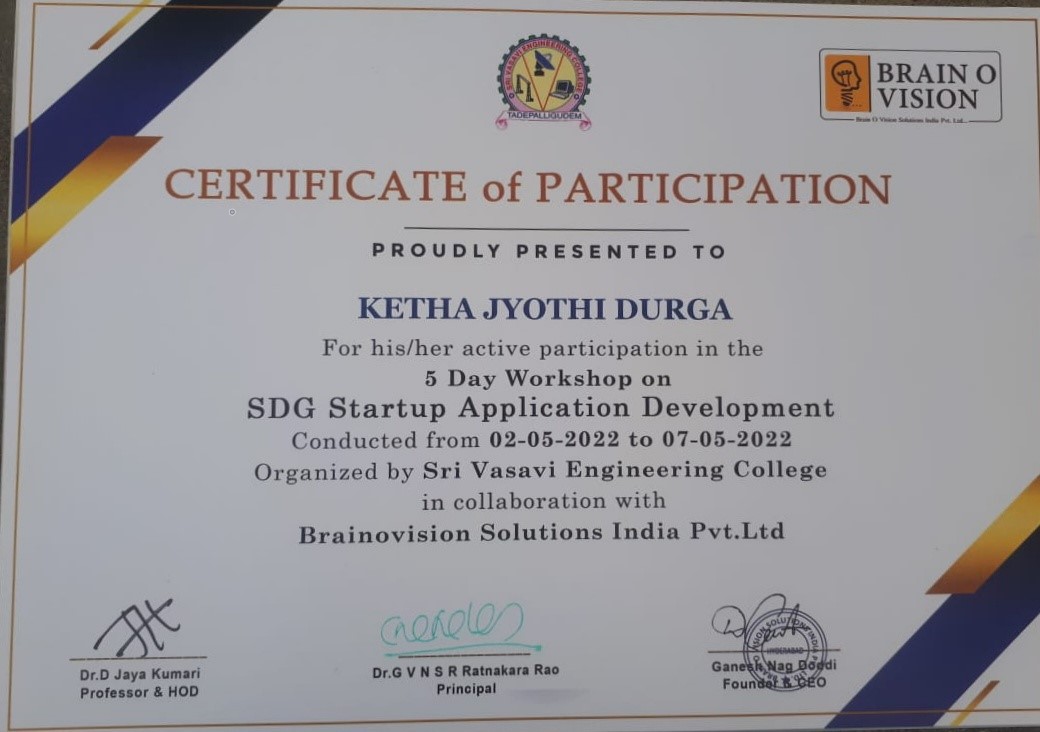 SRI VASAVI ENGINEERING COLLEGE
TADEPALLIGUDEM
BRAIN O
VISION
Brain O Vision Solutions India Pvt. Ltd..
CERTIFICATE of PARTICIPATION
PROUDLY PRESENTED TO
KETHA JYOTHI DURGA
For his/her active participation in the
5 Day Workshop on
SDG Startup Application Development
Conducted from 02-05-2022 to 07-05-2022
Organized by Sri Vasavi Engineering College
in collaboration with
Brainovision Solutions India Pvt.Ltd
Dr.D Jaya Kumari
Professor & HOD
Dr.G V N S R Ratnakara Rao
Principal
Ganesh Nag Doddi
Founder & CEO
HYDERABAD